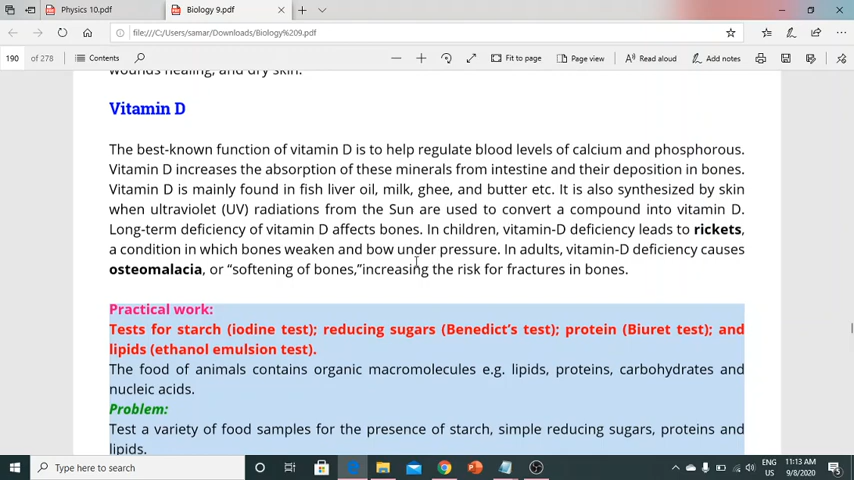 Physics 10.pdf
Biology 9.pdf
file:///C:/Users/samar/Downloads/Biology%209.pdf
190 of 278
Contents
Fit to page
Page view
Read aloud
Add notes
wounds healing, and dry skin.
Vitamin D
The best-known function of vitamin D is to help regulate blood levels of calcium and phosphorous.
Vitamin D increases the absorption of these minerals from intestine and their deposition in bones.
Vitamin D is mainly found in fish liver oil, milk, ghee, and butter etc. It is also synthesized by skin
when ultraviolet (UV) radiations from the Sun are used to convert a compound into vitamin D.
Long-term deficiency of vitamin D affects bones. In children, vitamin-D deficiency leads to rickets,
a condition in which bones weaken and bow under pressure. In adults, vitamin-D deficiency causes
osteomalacia, or “softening of bones,”increasing the risk for fractures in bones.
Practical work:
Tests for starch (iodine test); reducing sugars (Benedict’s test); protein (Biuret test); and
lipids (ethanol emulsion test).
The food of animals contains organic macromolecules e.g. lipids, proteins, carbohydrates and
nucleic acids.
Problem:
Test a variety of food samples for the presence of starch, simple reducing sugars, proteins and
lipids.
Type here to search
ENG
US
11:13 AM
9/8/2020